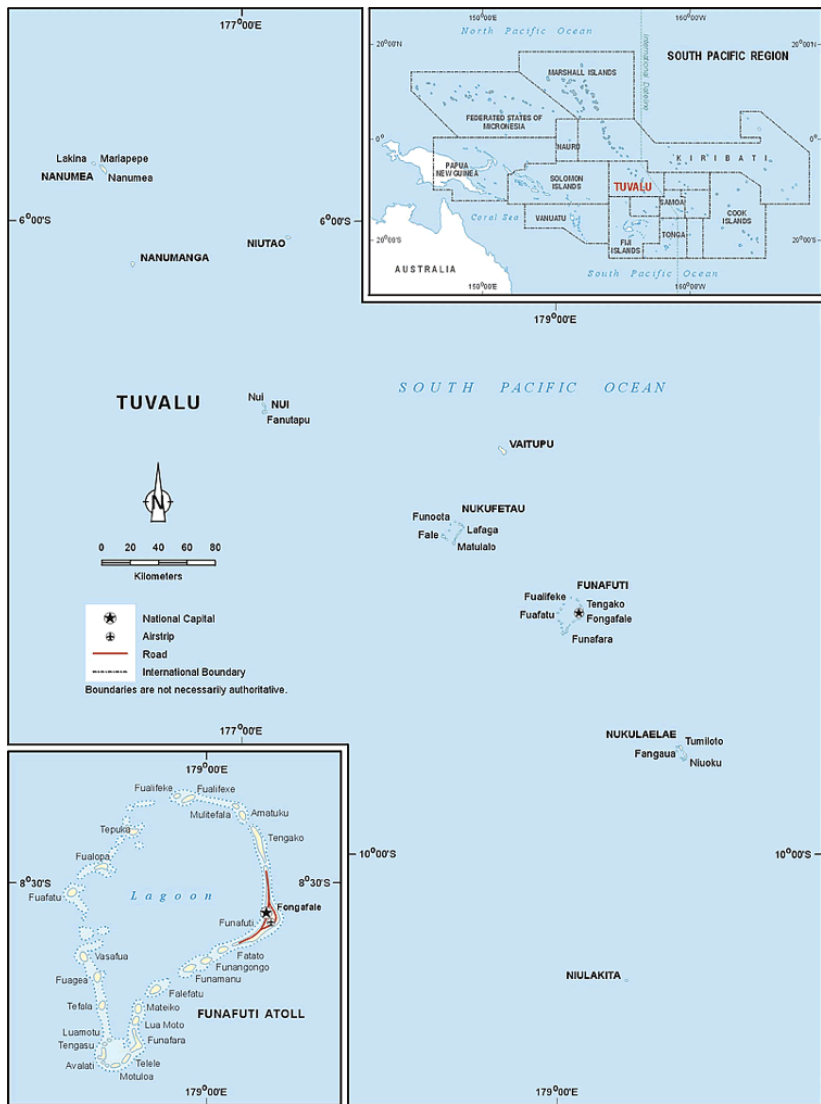 177°00'E
Lakina
Mariapepe
NANUMEA
Nanumea
6°00'S
6°00'S
NIUTAO
NANUMANGA
150°00'E
160°00'W
North Pacific Ocean
International Dateline
SOUTH PACIFIC REGION
20°00'N
20°00'N
MARSHALL ISLANDS
FEDERATED STATES OF
MICRONESIA
0°
0°
NAURU
KIRIBATI
PAPUA
NEW GUINEA
SOLOMON
ISLANDS
TUVALU
SAMOA
Coral Sea
VANUATU
COOK
ISLANDS
20°00'S
FIJI
ISLANDS
TONGA
20°00'S
AUSTRALIA
South Pacific Ocean
150°00'E
160°00'W
179°00'E
TUVALU
SOUTH PACIFIC OCEAN
Nui
NUI
Fanutapu
VAITUPU
N
NUKUFETAU
Funoota
Lafaga
Fale
Matuialo
0 20 40 60 80
Kilometers
FUNAFUTI
Fualifeke
Tengako
Fuafatu
Fongafale
Funafara
National Capital
Airstrip
Road
International Boundary
Boundaries are not necessarily authoritative.
NUKULAELAE
Tumiloto
Fangaua
Niuoku
177°00'E
10°00'S
10°00'S
NIULAKITA
179°00'E
179°00'E
Fualifeke
Fualifexe
Mulitefala
Amatuku
Tepuka
Tengako
Fualopa
8°30'S
8°30'S
Fuafatu
Lagoon
Fongafale
Funafuti
Vasafua
Fatato
Funangongo
Fuagea
Funamanu
Falefatu
Tefala
Mateiko
FUNAFUTI ATOLL
Lua Moto
Luamotu
Funafara
Tengasu
Avalati
Telele
Motuloa
179°00'E